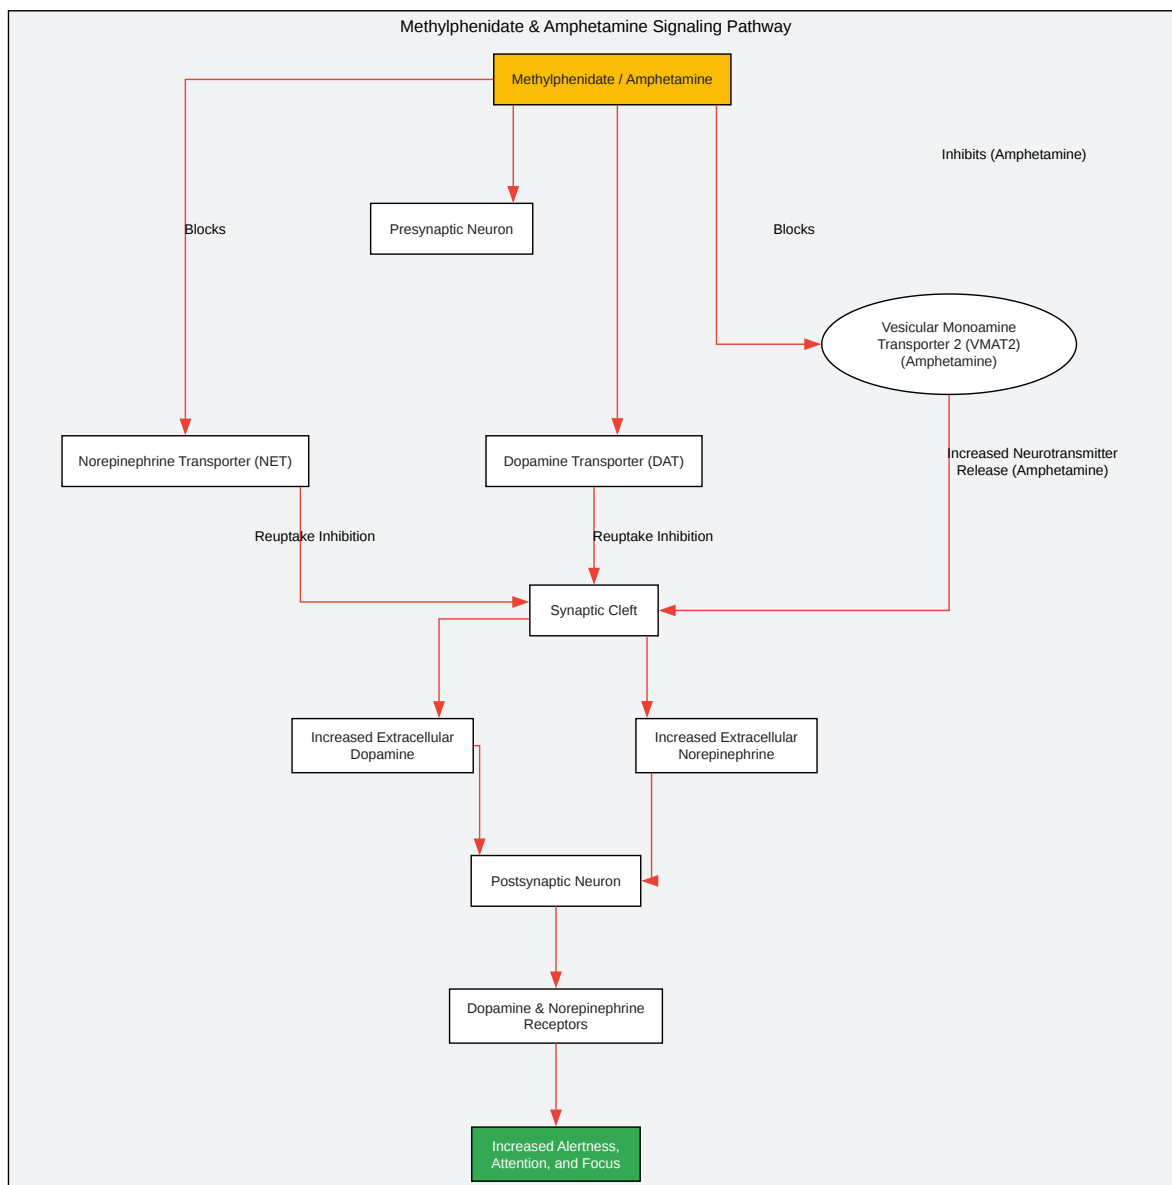 Methylphenidate & Amphetamine Signaling Pathway
Methylphenidate / Amphetamine
Inhibits (Amphetamine)
Blocks
Presynaptic Neuron
Blocks
Vesicular Monoamine
Transporter 2 (VMAT2)
(Amphetamine)
Norepinephrine Transporter (NET)
Dopamine Transporter (DAT)
Increased Neurotransmitter
Release (Amphetamine)
Reuptake Inhibition
Reuptake Inhibition
Synaptic Cleft
Increased Extracellular
Dopamine
Increased Extracellular
Norepinephrine
Postsynaptic Neuron
Dopamine & Norepinephrine
Receptors
Increased Alertness,
Attention, and Focus